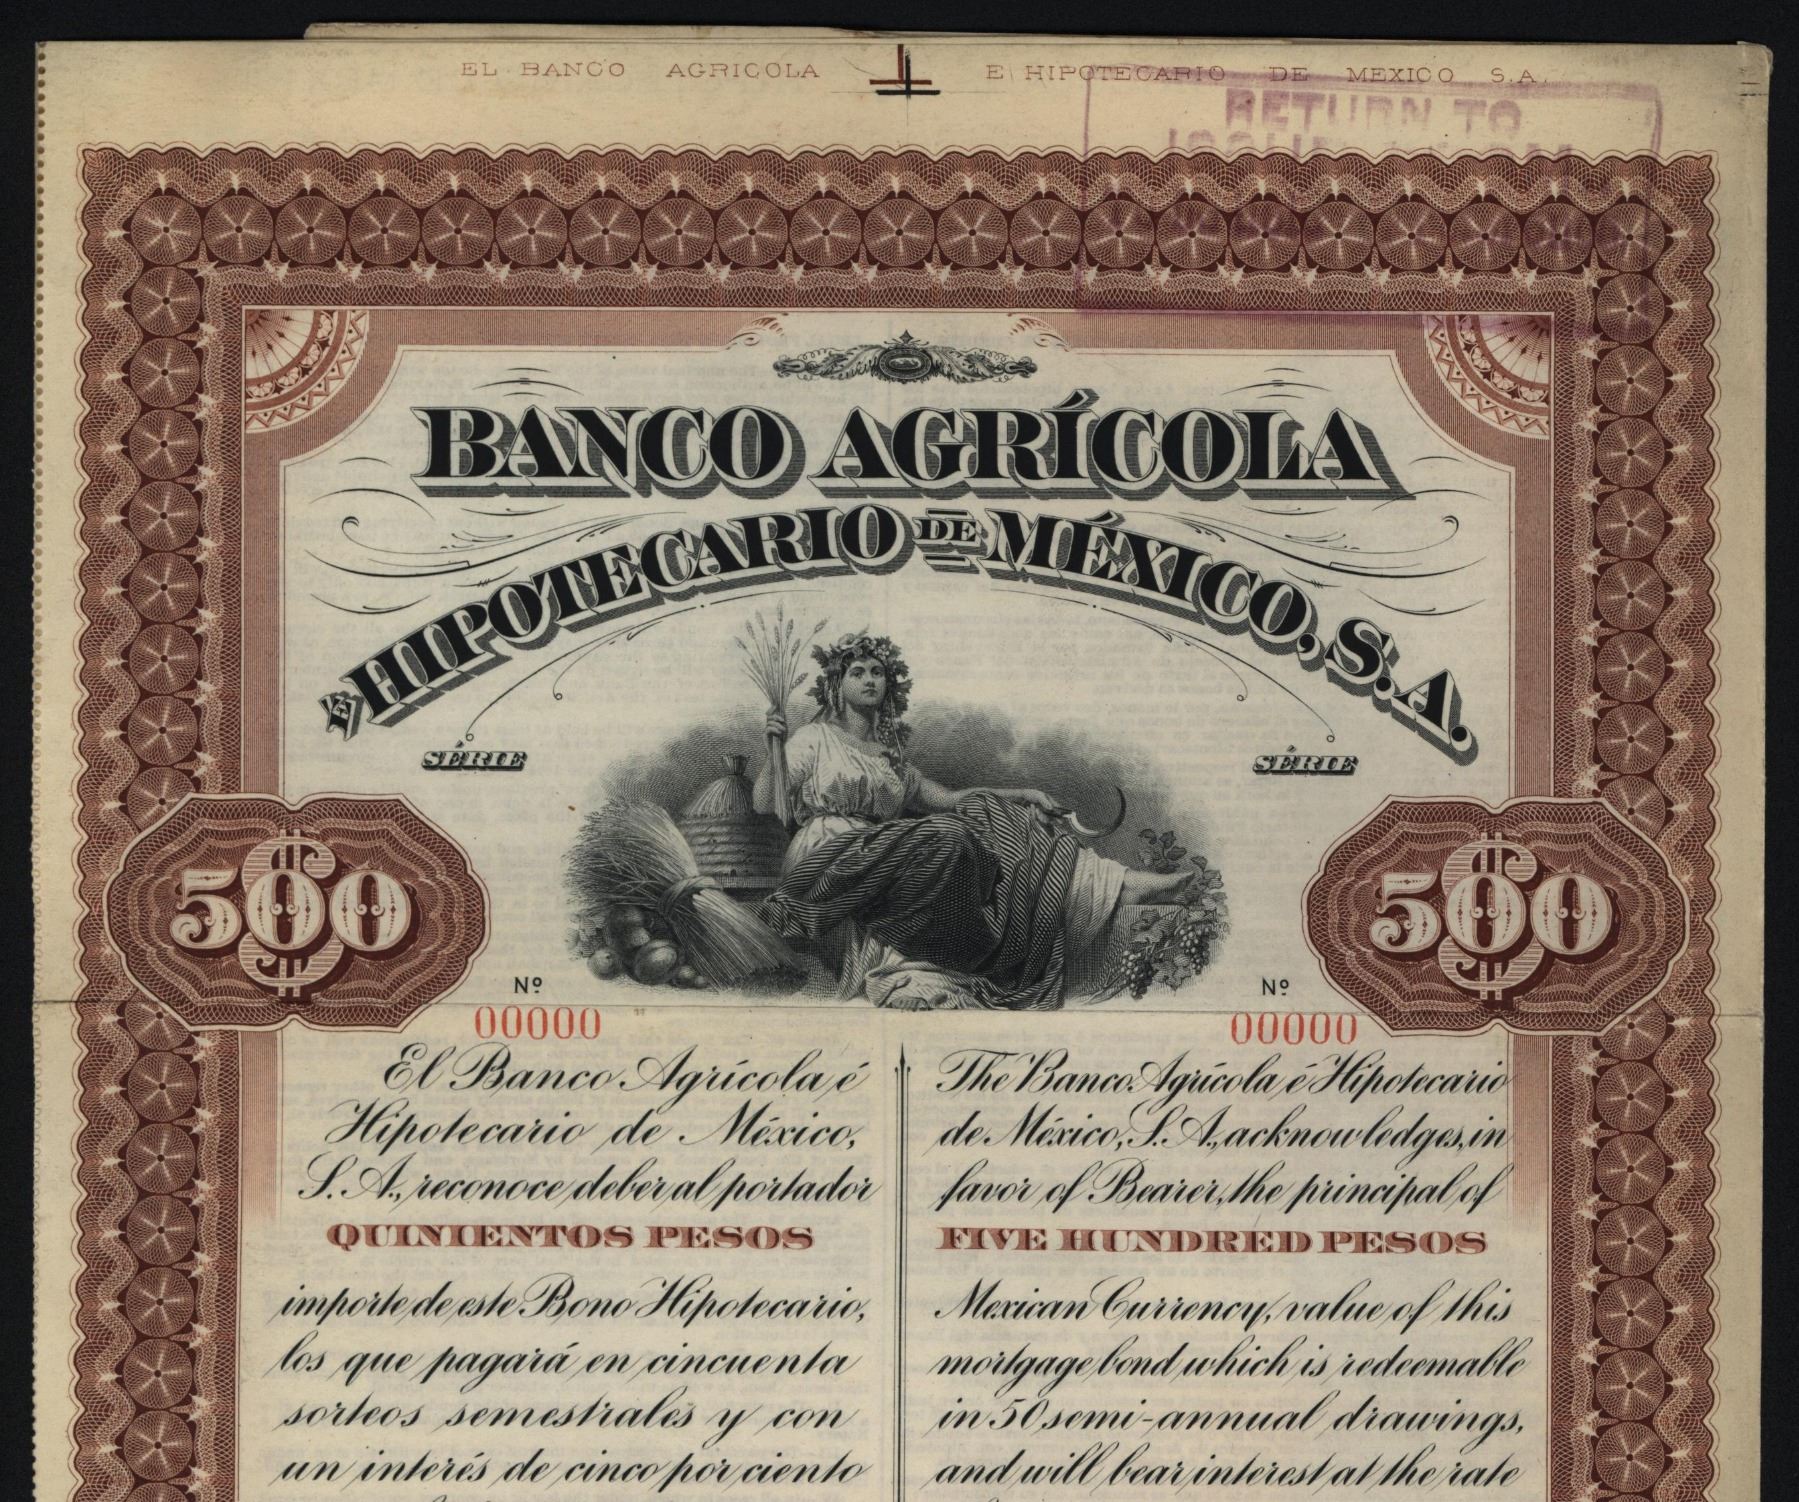 EL BANCO AGRICOLA E HIPOTECARIO DE MEXICO S.A.
RETURN TO
BANCO AGRÍCOLA
É HIPOTECARIO DE MÉXICO, S.A.
SÉRIE
SÉRIE
$500
$500
Nº
00000
Nº
00000
El Banco Agrícola é
Hipotecario de México,
S.A., reconoce deber al portador
QUINIENTOS PESOS
importe de este Bono Hipotecario,
los que pagará en cincuenta
sorteos semestrales y con
un interés de cinco por ciento
The Banco Agrícola é Hipotecario
de México, S.A., acknowledges, in
favor of Bearer, the principal of
FIVE HUNDRED PESOS
Mexican Currency, value of this
mortgage bond which is redeemable
in 50 semi-annual drawings,
and will bear interest at the rate